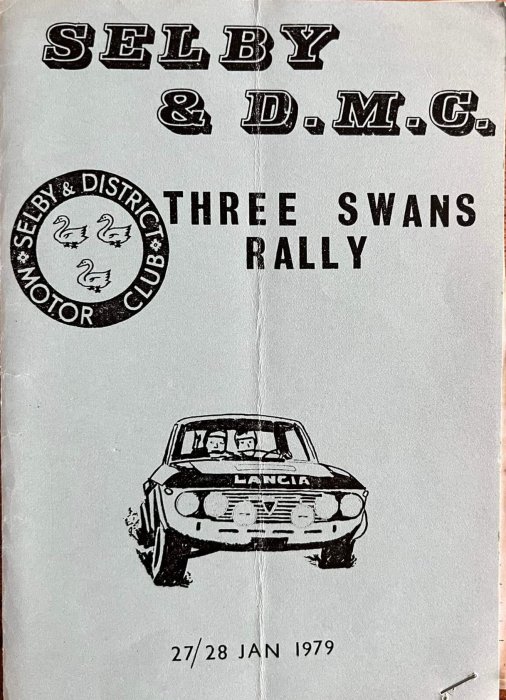 SELBY
& D.M.C.
SELBY & DISTRICT
MOTOR CLUB
THREE SWANS
RALLY
LANCIA
27/28 JAN 1979